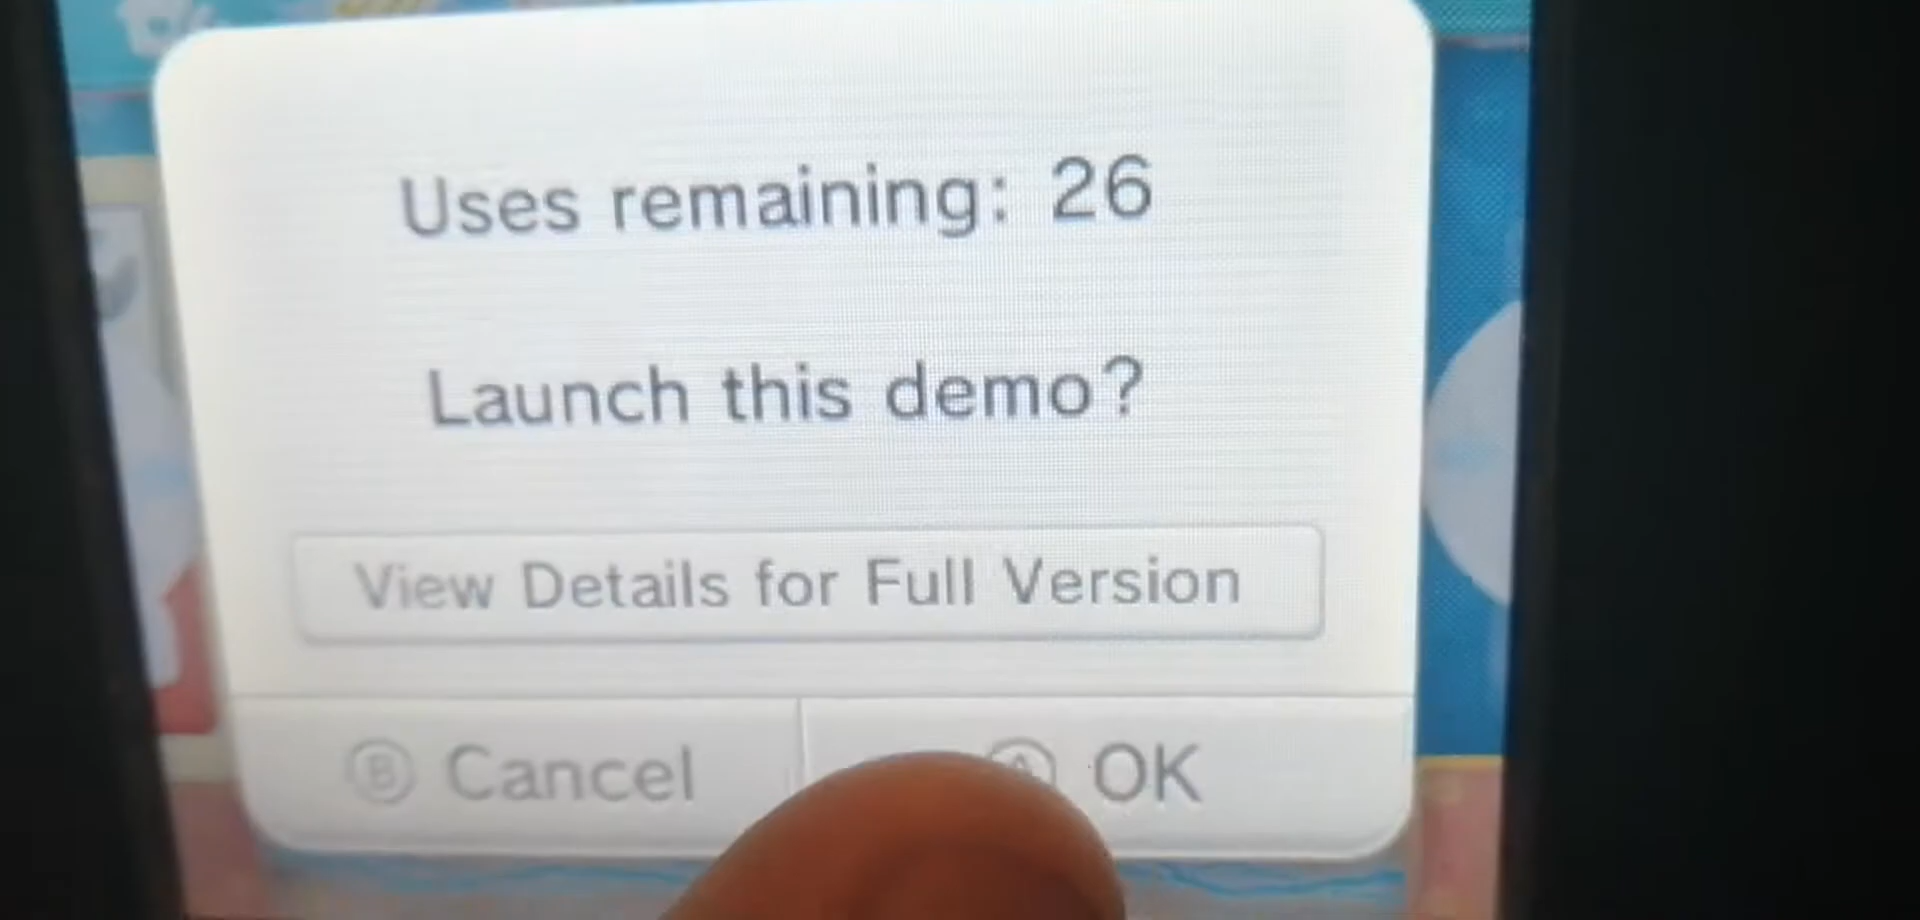 Uses remaining: 26
Launch this demo?
View Details for Full Version
Ⓑ Cancel
Ⓐ OK